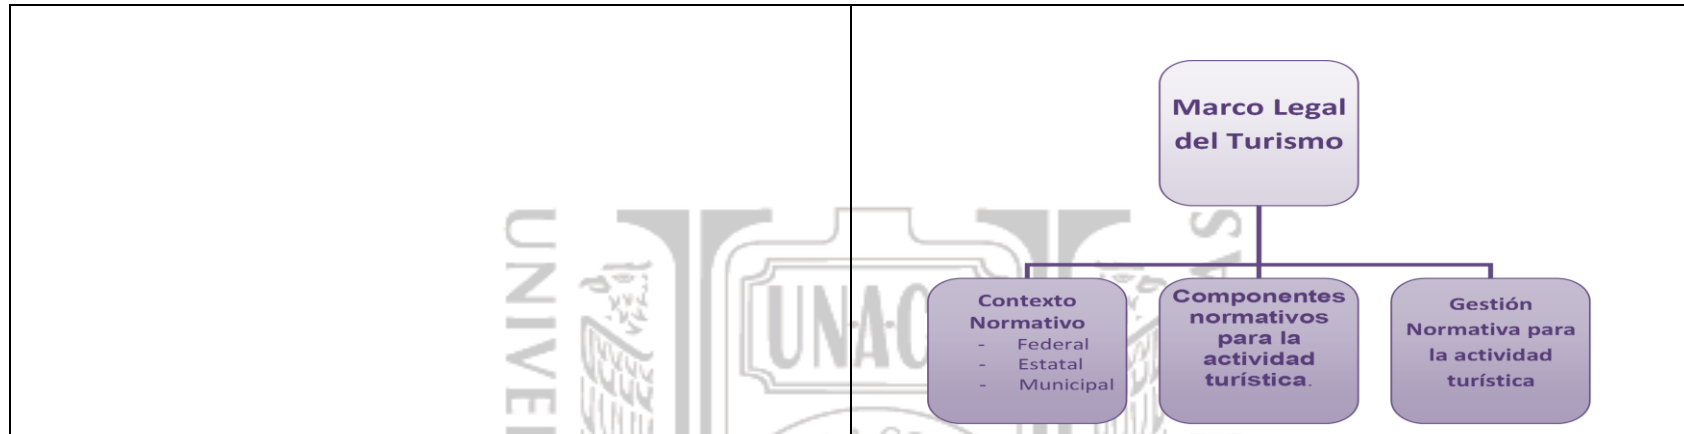 Marco Legal
del Turismo
Contexto
Normativo
- Federal
- Estatal
- Municipal
Componentes
normativos
para la
actividad
turística.
Gestión
Normativa para
la actividad
turística
UNIVE